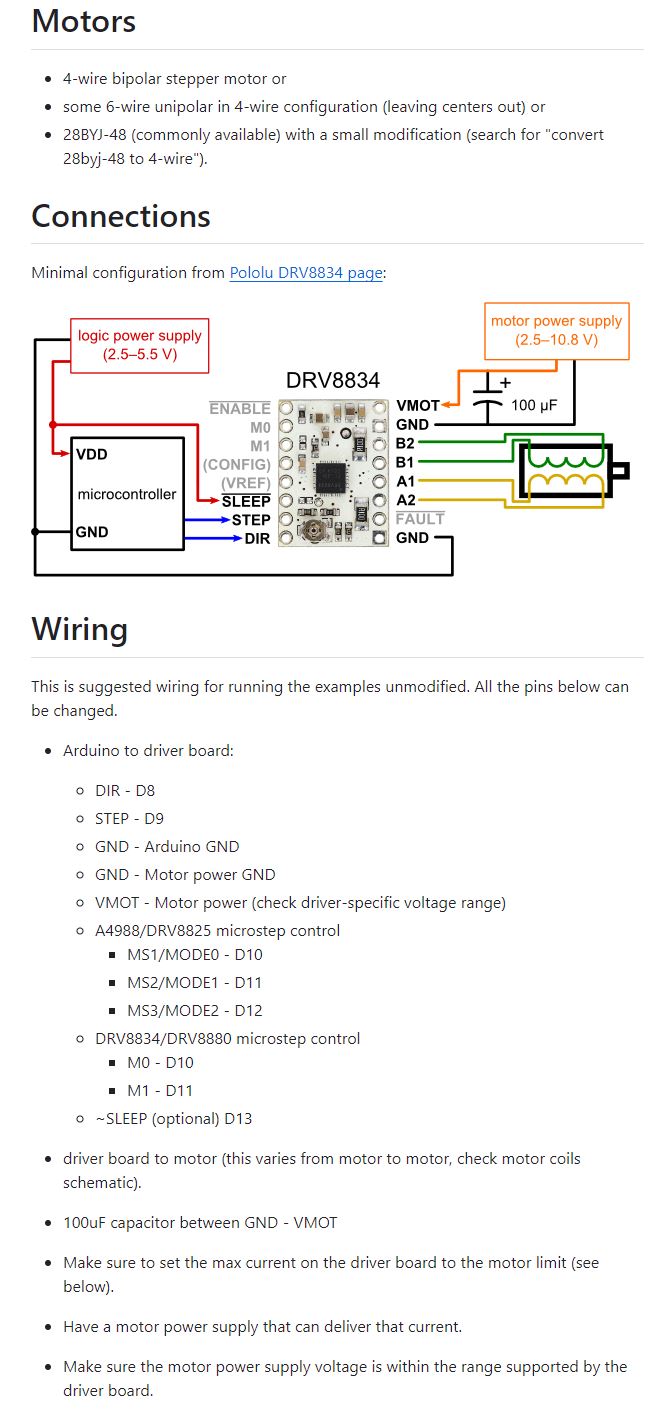 Motors
• 4-wire bipolar stepper motor or
• some 6-wire unipolar in 4-wire configuration (leaving centers out) or
• 28BYJ-48 (commonly available) with a small modification (search for "convert
28byj-48 to 4-wire").
Connections
Minimal configuration from Pololu DRV8834 page:
logic power supply
(2.5–5.5 V)
motor power supply
(2.5–10.8 V)
DRV8834
ENABLE
M0
M1
(CONFIG)
(VREF)
SLEEP
STEP
DIR
VMOT
GND
B2
B1
A1
A2
FAULT
GND
+
100 µF
VDD
microcontroller
GND
Wiring
This is suggested wiring for running the examples unmodified. All the pins below can
be changed.
• Arduino to driver board:
DIR - D8
STEP - D9
GND - Arduino GND
GND - Motor power GND
VMOT - Motor power (check driver-specific voltage range)
A4988/DRV8825 microstep control
MS1/MODE0 - D10
MS2/MODE1 - D11
MS3/MODE2 - D12
DRV8834/DRV8880 microstep control
M0 - D10
M1 - D11
~SLEEP (optional) D13
• driver board to motor (this varies from motor to motor, check motor coils
schematic).
• 100uF capacitor between GND - VMOT
• Make sure to set the max current on the driver board to the motor limit (see
below).
• Have a motor power supply that can deliver that current.
• Make sure the motor power supply voltage is within the range supported by the
driver board.